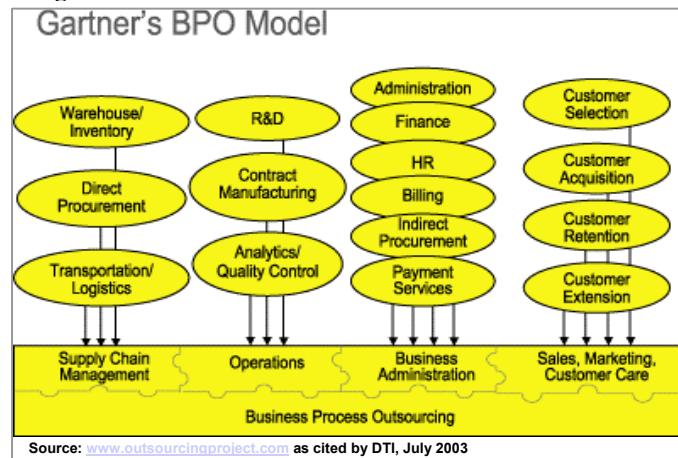 Gartner's BPO Model
Warehouse/
Inventory
Direct
Procurement
Transportation/
Logistics
R&D
Contract
Manufacturing
Analytics/
Quality Control
Administration
Finance
HR
Billing
Indirect
Procurement
Payment
Services
Customer
Selection
Customer
Acquisition
Customer
Retention
Customer
Extension
Supply Chain
Management
Operations
Business
Administration
Sales, Marketing,
Customer Care
Business Process Outsourcing
Source: www.outsourcingproject.com as cited by DTI, July 2003